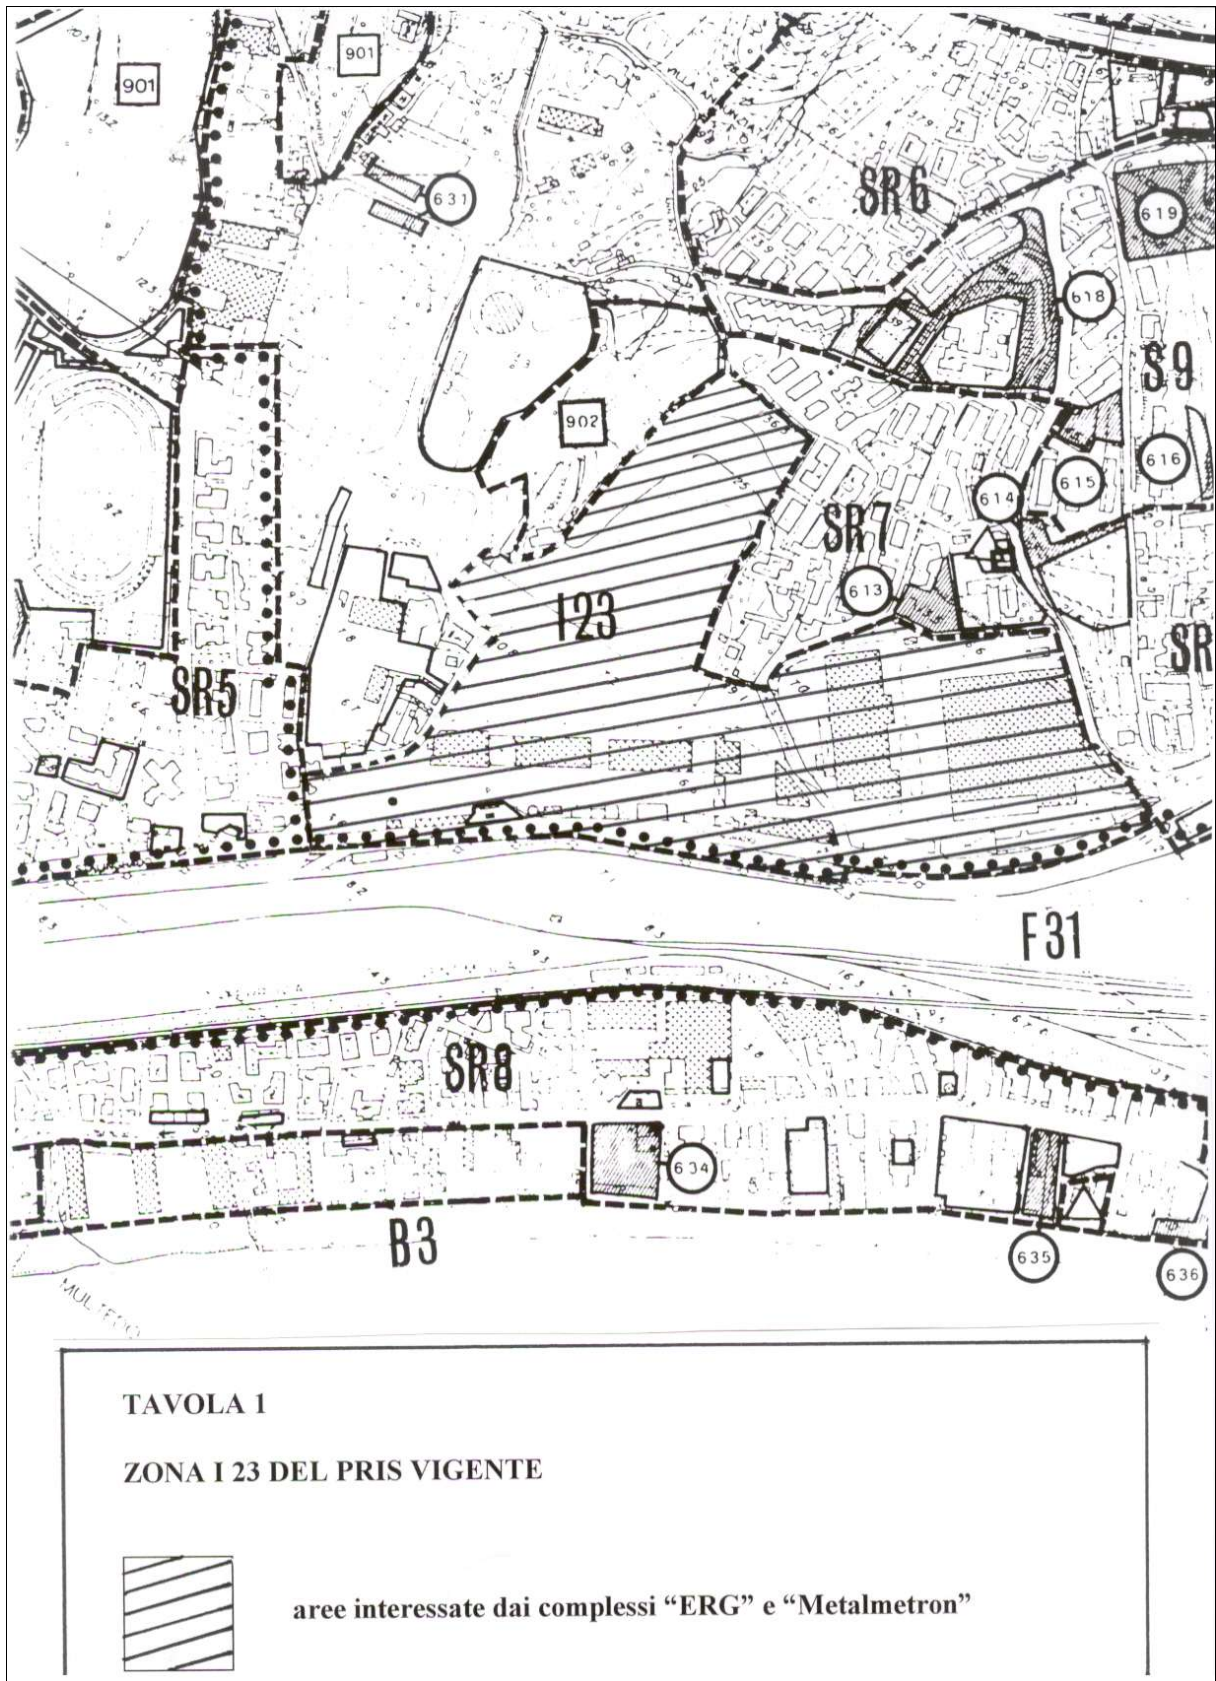 901
901
631
SR6
619
618
S9
902
616
615
614
SR7
613
I23
SR
SR5
F31
SR8
634
B3
635
636
TAVOLA 1
ZONA I 23 DEL PRIS VIGENTE
aree interessate dai complessi “ERG” e “Metalmetron”